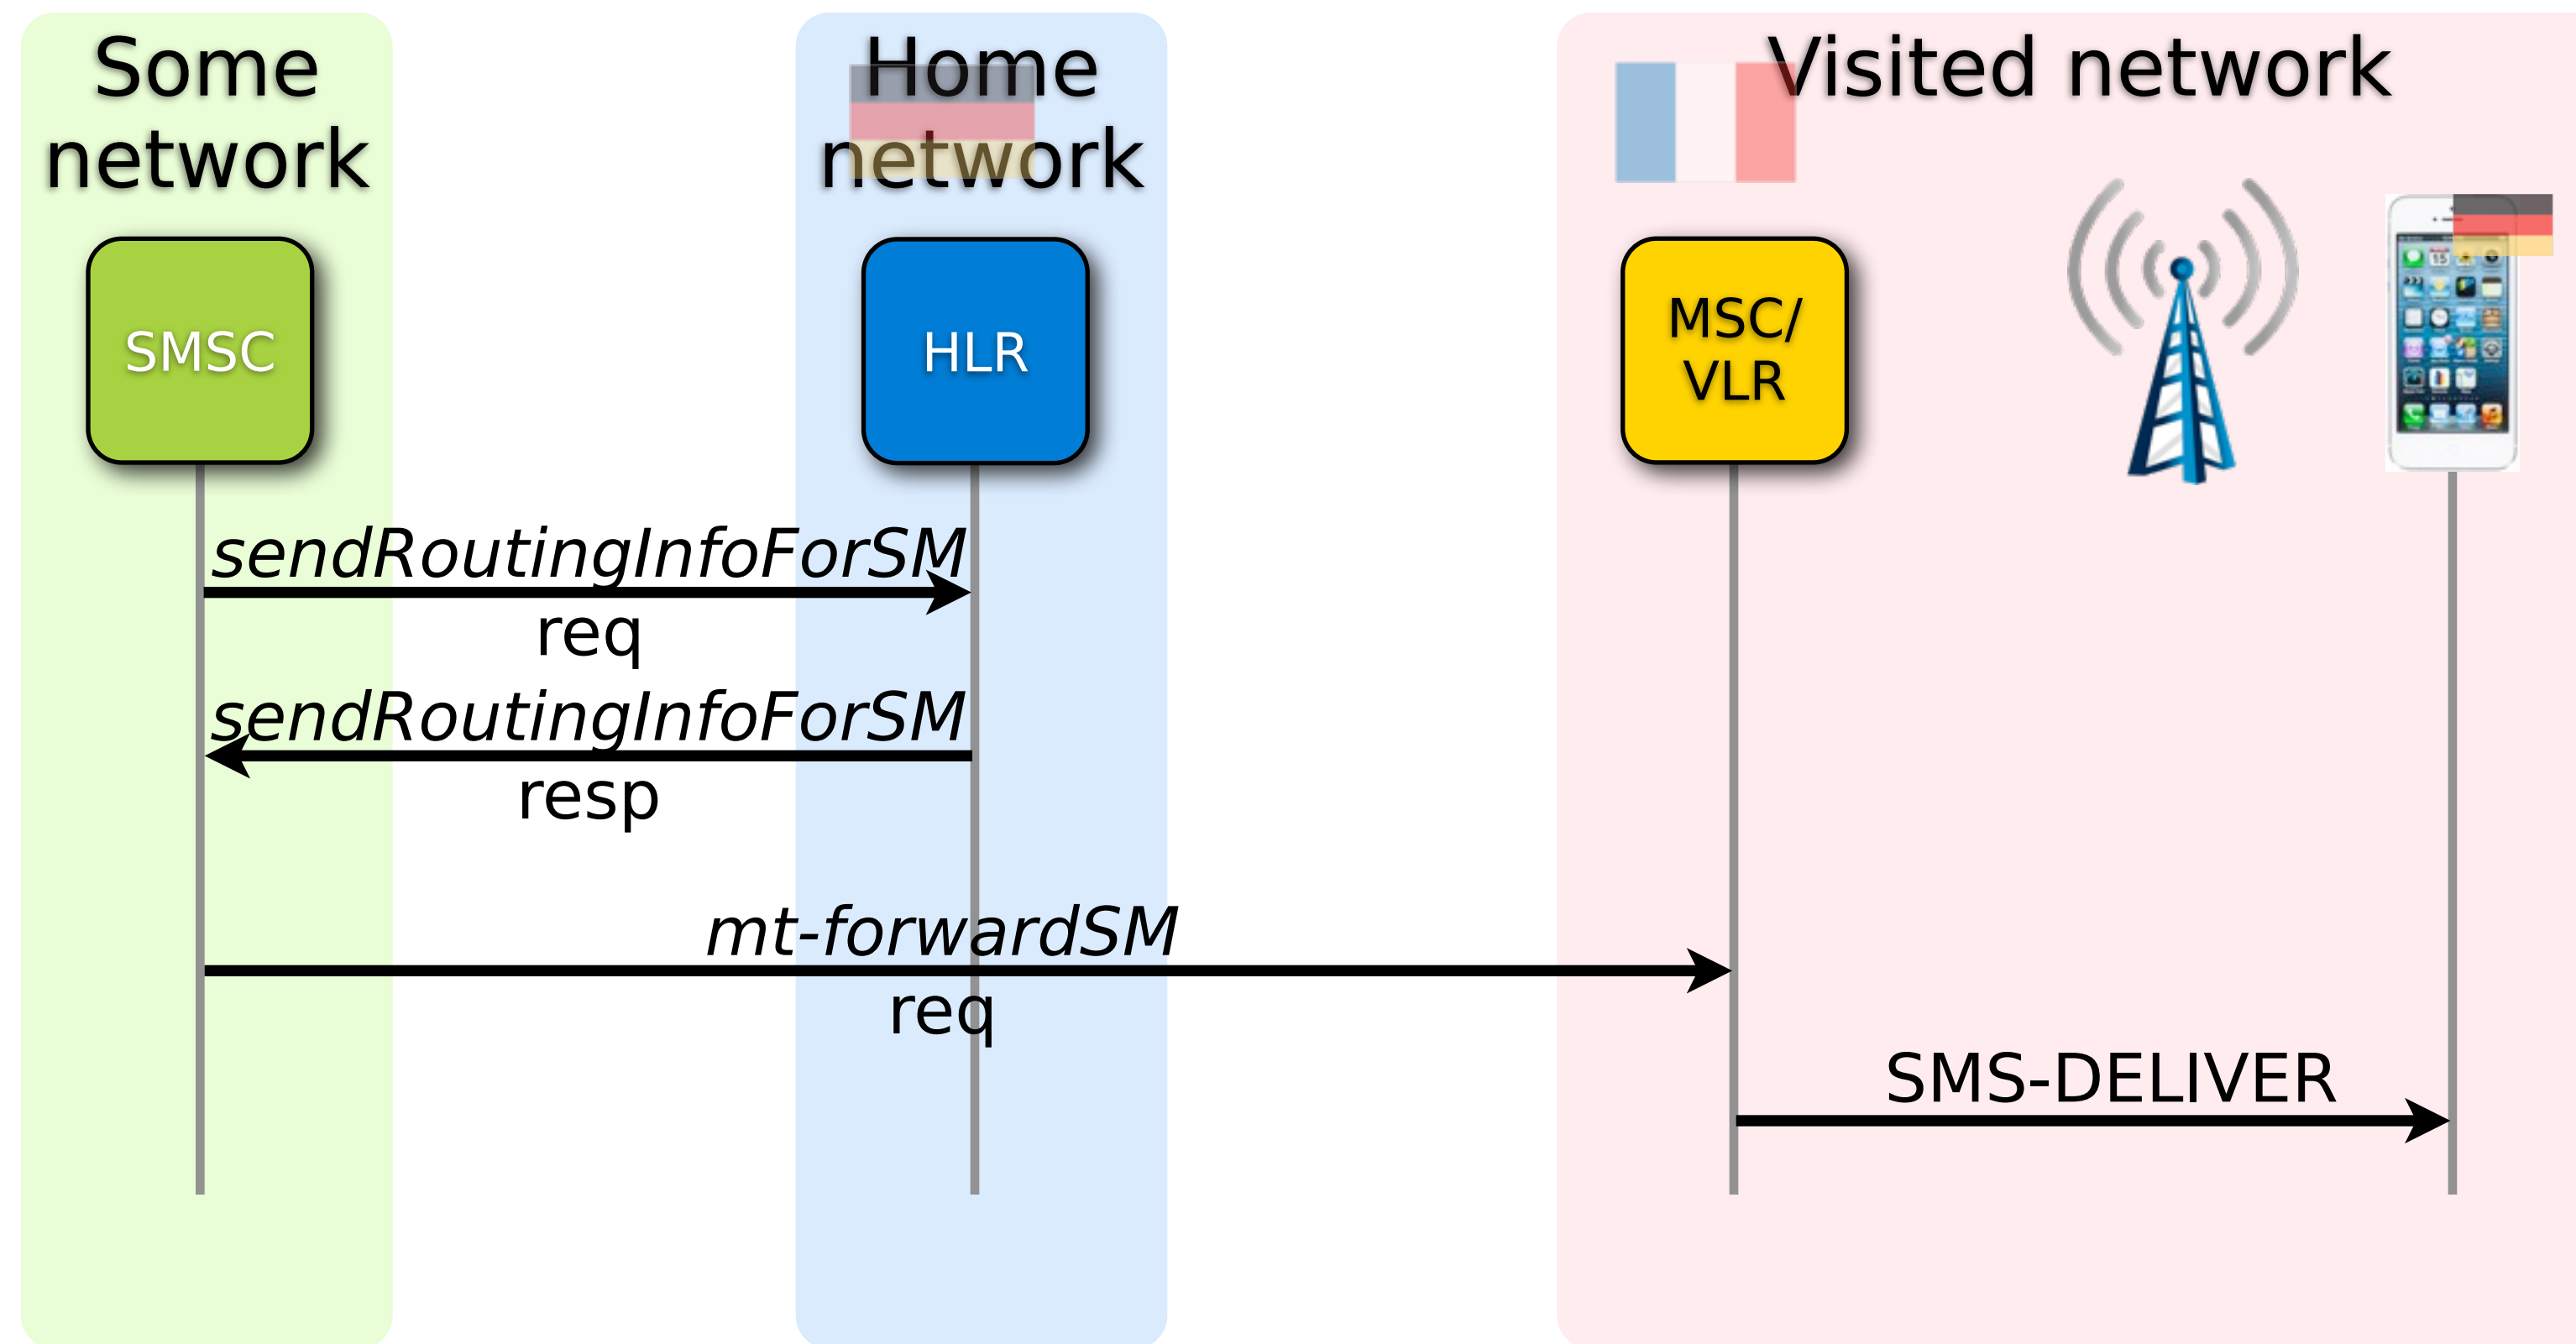 Some
network
Home
network
Visited network
SMSC
HLR
MSC/
VLR
sendRoutingInfoForSM
req
sendRoutingInfoForSM
resp
mt-forwardSM
req
SMS-DELIVER